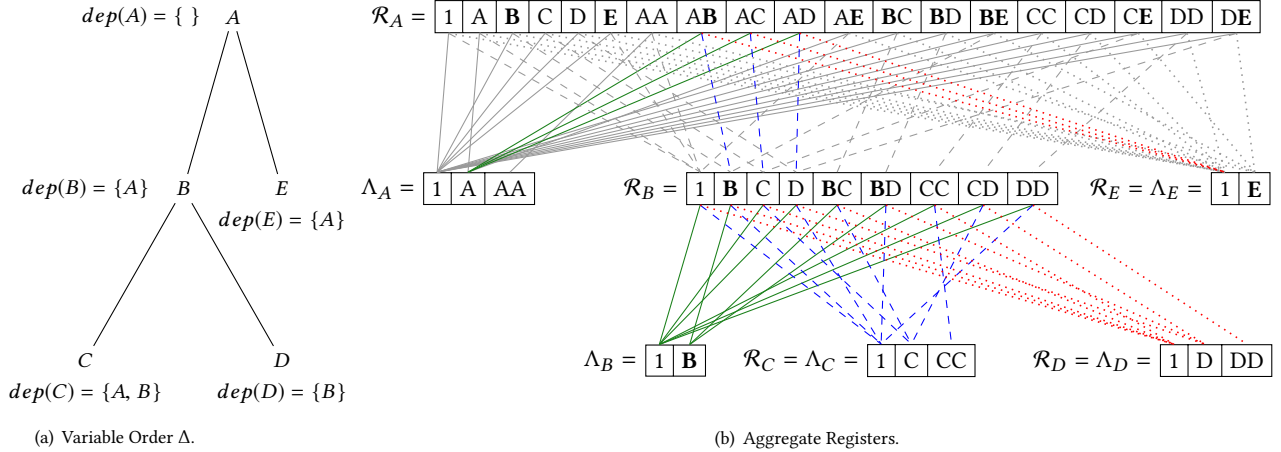 dep(A) = { } A
B E
dep(B) = {A}
dep(E) = {A}
C D
dep(C) = {A, B} dep(D) = {B}
(a) Variable Order Δ.
ℛ_A = 1 A B C D E AA AB AC AD AE BC BD BE CC CD CE DD DE
Λ_A = 1 A AA
ℛ_B = 1 B C D BC BD CC CD DD
ℛ_E = Λ_E = 1 E
Λ_B = 1 B
ℛ_C = Λ_C = 1 C CC
ℛ_D = Λ_D = 1 D DD
(b) Aggregate Registers.